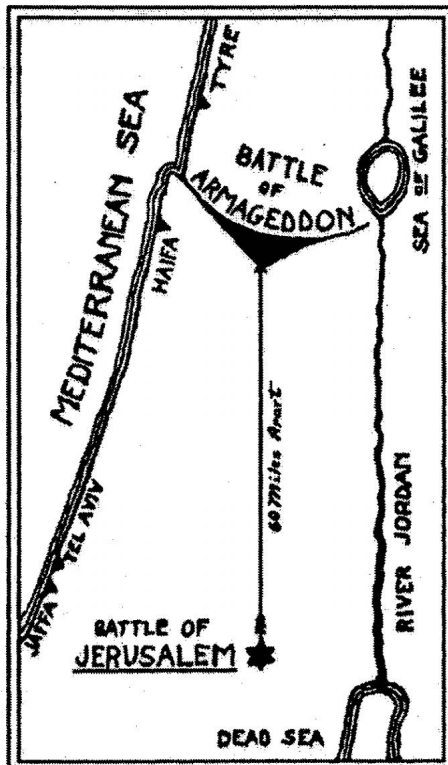 TYRE
MEDITERRANEAN SEA
BATTLE
OF
ARMAGEDDON
SEA OF GALILEE
HAIFA
60 Miles Apart
TEL AVIV
JAFFA
RIVER JORDAN
BATTLE OF
JERUSALEM
DEAD SEA